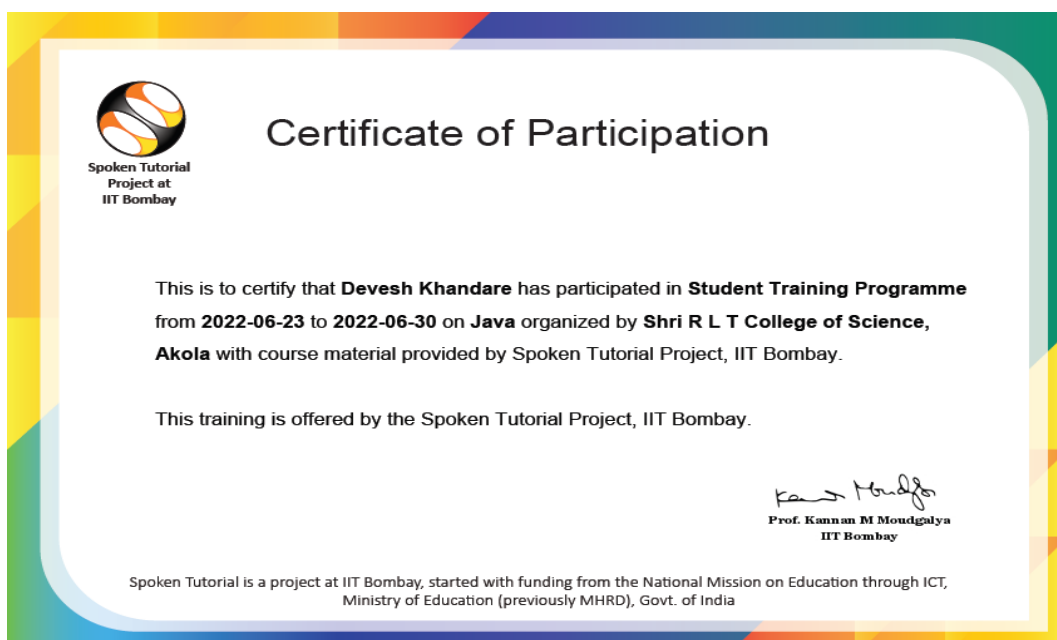 Spoken Tutorial
Project at
IIT Bombay
Certificate of Participation
This is to certify that Devesh Khandare has participated in Student Training Programme
from 2022-06-23 to 2022-06-30 on Java organized by Shri R L T College of Science,
Akola with course material provided by Spoken Tutorial Project, IIT Bombay.
This training is offered by the Spoken Tutorial Project, IIT Bombay.
Prof. Kannan M Moudgalya
IIT Bombay
Spoken Tutorial is a project at IIT Bombay, started with funding from the National Mission on Education through ICT,
Ministry of Education (previously MHRD), Govt. of India